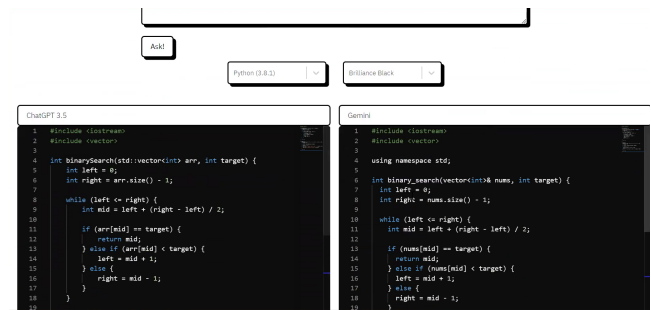 Ask!
Python (3.8.1)
Brilliance Black
ChatGPT 3.5
1 #include <iostream>
2 #include <vector>
3
4 int binarySearch(std::vector<int> arr, int target) {
5 int left = 0;
6 int right = arr.size() - 1;
7
8 while (left <= right) {
9 int mid = left + (right - left) / 2;
10
11 if (arr[mid] == target) {
12 return mid;
13 } else if (arr[mid] < target) {
14 left = mid + 1;
15 } else {
16 right = mid - 1;
17 }
18 }
19
Gemini
1 #include <iostream>
2 #include <vector>
3
4 using namespace std;
5
6 int binary_search(vector<int>& nums, int target) {
7 int left = 0;
8 int right = nums.size() - 1;
9
10 while (left <= right) {
11 int mid = left + (right - left) / 2;
12
13 if (nums[mid] == target) {
14 return mid;
15 } else if (nums[mid] < target) {
16 left = mid + 1;
17 } else {
18 right = mid - 1;
19 }